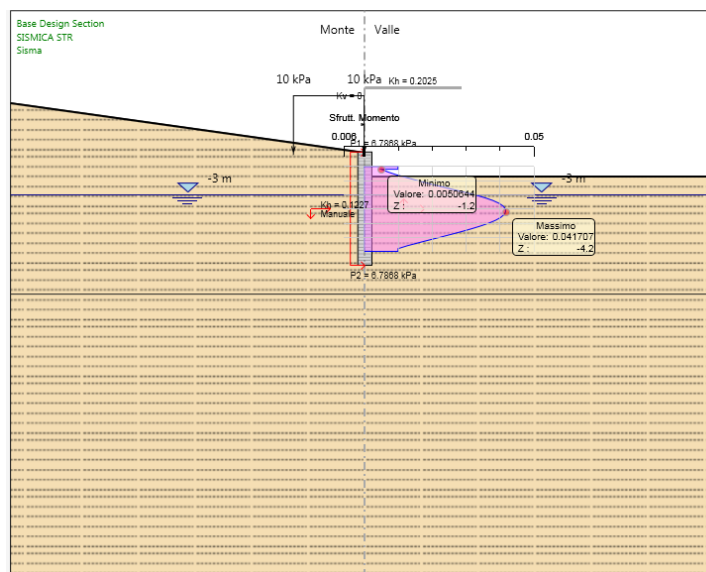 Base Design Section
SISMICA STR
Sisma
Monte
Valle
10 kPa
10 kPa
Kh = 0.2025
Kv = 0
Sfrutt. Momento
0.006
P1 = 6.7868 kPa
0.05
-3 m
Minimo
Valore: 0.0050644
Z : -1.2
-3 m
Kh = 0.1227
Manuale
Massimo
Valore: 0.041707
Z : -4.2
P2 = 6.7868 kPa